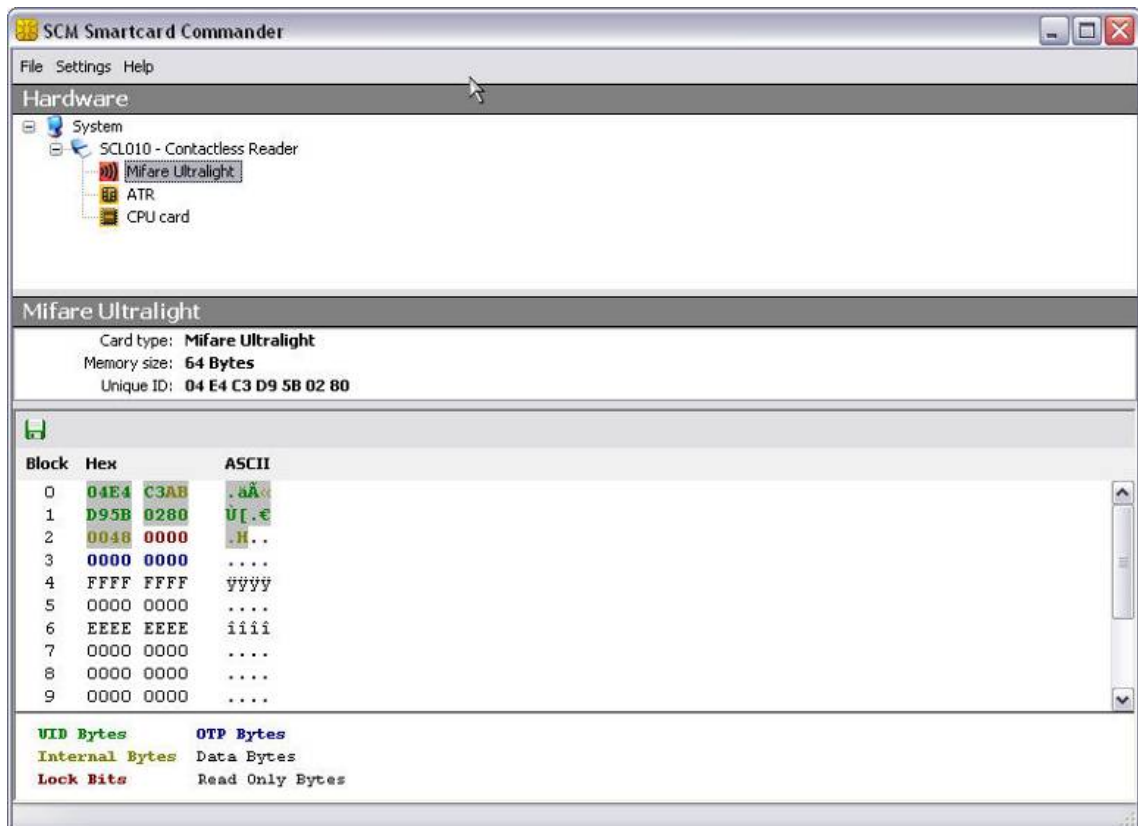 SCM Smartcard Commander
File Settings Help
Hardware
System
SCL010 - Contactless Reader
Mifare Ultralight
ATR
CPU card
Mifare Ultralight
Card type: Mifare Ultralight
Memory size: 64 Bytes
Unique ID: 04 E4 C3 D9 5B 02 80
Block Hex ASCII
0 04E4 C3AB .äÃ«
1 D95B 0280 Ù[.€
2 0048 0000 .H..
3 0000 0000 ....
4 FFFF FFFF ÿÿÿÿ
5 0000 0000 ....
6 EEEE EEEE îîîî
7 0000 0000 ....
8 0000 0000 ....
9 0000 0000 ....
UID Bytes OTP Bytes
Internal Bytes Data Bytes
Lock Bits Read Only Bytes